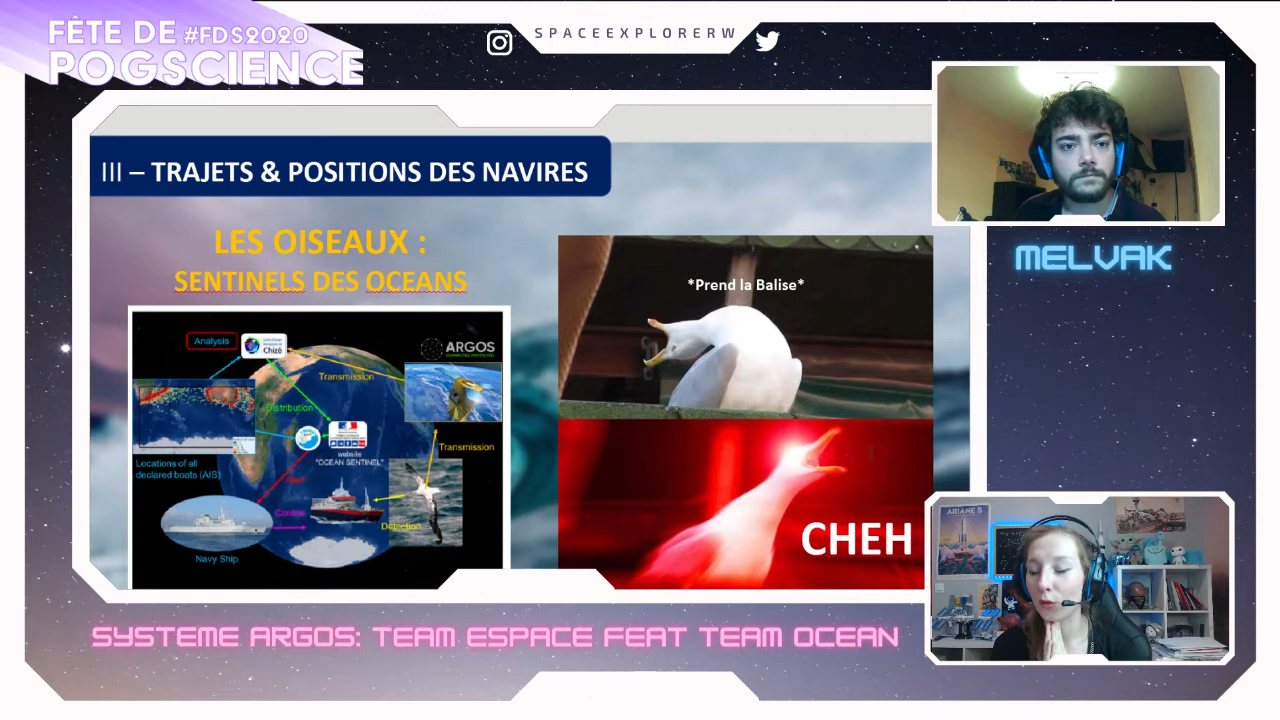 FÊTE DE #FDS2020
POGSCIENCE
SPACEEXPLORERW
III – TRAJETS & POSITIONS DES NAVIRES
LES OISEAUX :
SENTINELS DES OCEANS
Analysis
Chizé
ARGOS
Transmission
Distribution
website
"OCEAN SENTINEL"
Transmission
Locations of all
declared boats (AIS)
Alert
Control
Detection
Navy Ship
*Prend la Balise*
CHEH
MELVAK
ARIANE 5
SYSTEME ARGOS: TEAM ESPACE FEAT TEAM OCEAN